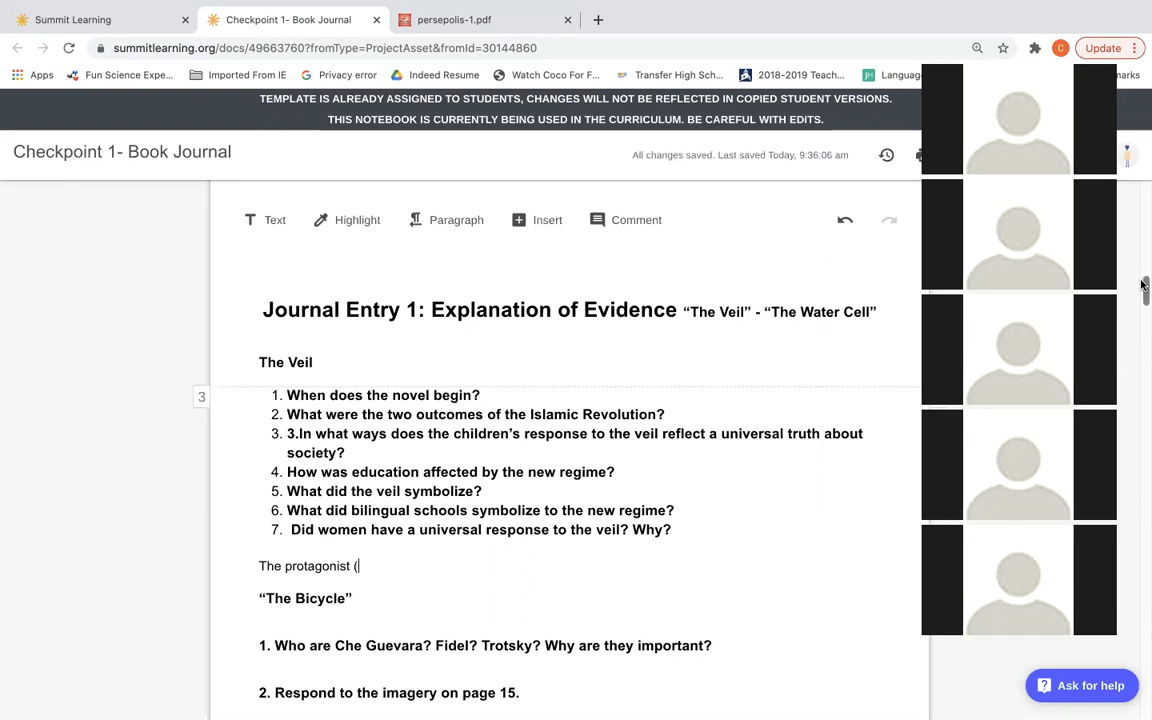 Summit Learning
Checkpoint 1- Book Journal
persepolis-1.pdf
summitlearning.org/docs/49663760?fromType=ProjectAsset&fromId=30144860
C
Update
Apps
Fun Science Expe...
Imported From IE
Privacy error
Indeed Resume
Watch Coco For F...
Transfer High Sch...
2018-2019 Teach...
JH
Language
marks
TEMPLATE IS ALREADY ASSIGNED TO STUDENTS, CHANGES WILL NOT BE REFLECTED IN COPIED STUDENT VERSIONS.
THIS NOTEBOOK IS CURRENTLY BEING USED IN THE CURRICULUM. BE CAREFUL WITH EDITS.
Checkpoint 1- Book Journal
All changes saved. Last saved Today, 9:36:06 am
Text
Highlight
Paragraph
Insert
Comment
Journal Entry 1: Explanation of Evidence “The Veil” - “The Water Cell”
The Veil
3
1. When does the novel begin?
2. What were the two outcomes of the Islamic Revolution?
3. 3.In what ways does the children’s response to the veil reflect a universal truth about
society?
4. How was education affected by the new regime?
5. What did the veil symbolize?
6. What did bilingual schools symbolize to the new regime?
7. Did women have a universal response to the veil? Why?
The protagonist (
“The Bicycle”
1. Who are Che Guevara? Fidel? Trotsky? Why are they important?
2. Respond to the imagery on page 15.
Ask for help